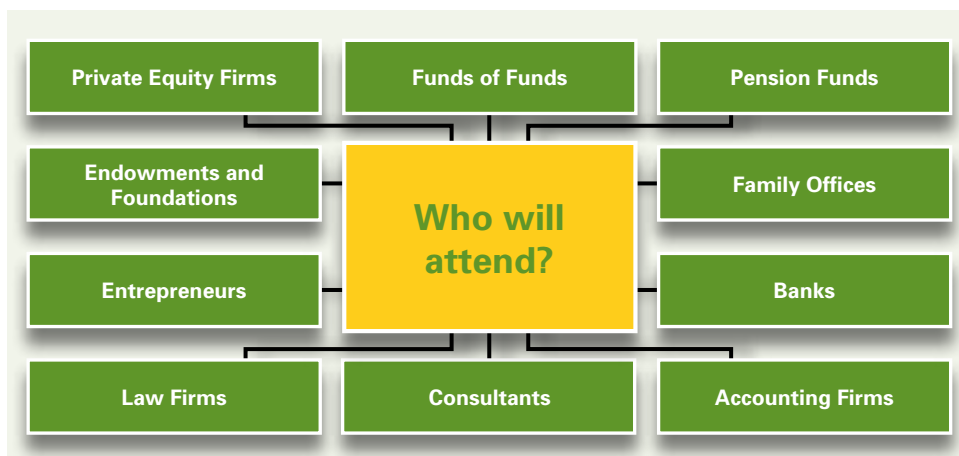 Private Equity Firms
Funds of Funds
Pension Funds
Endowments and
Foundations
Family Offices
Who will
attend?
Entrepreneurs
Banks
Law Firms
Consultants
Accounting Firms